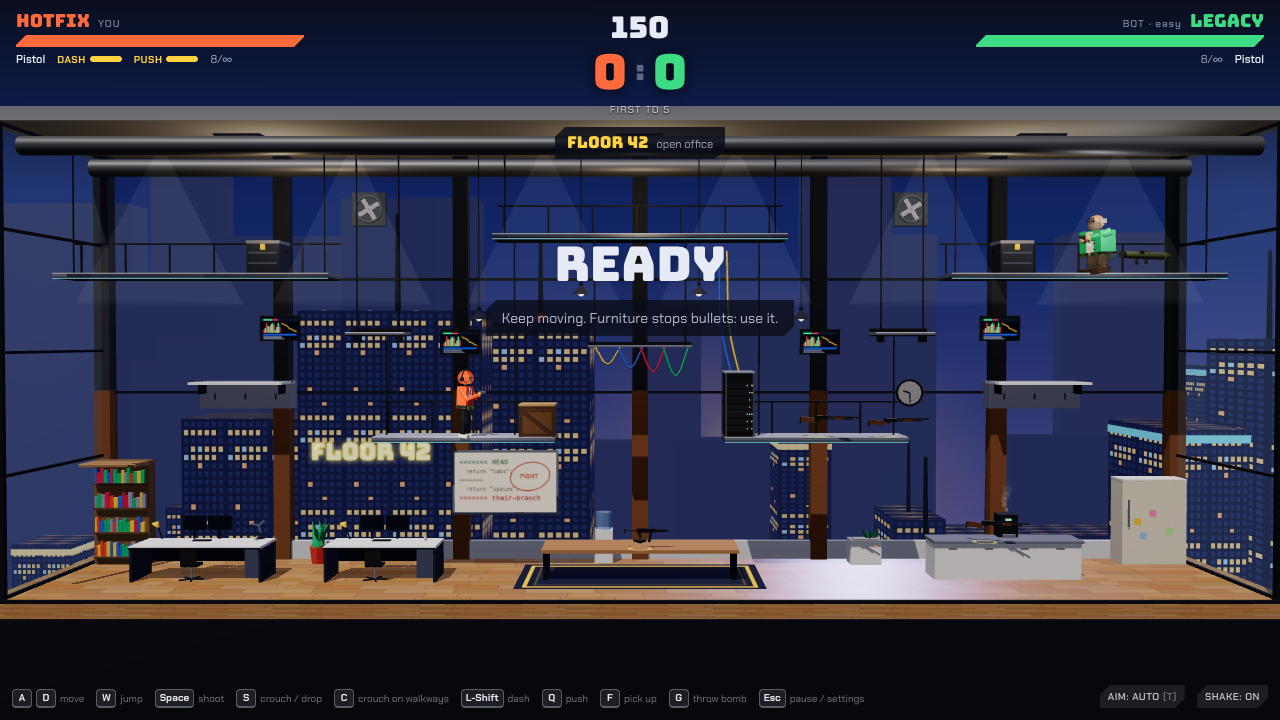 HOTFIX YOU
Pistol DASH PUSH 8/∞
150
0:0
FIRST TO 5
BOT · easy LEGACY
8/∞ Pistol
FLOOR 42 open office
READY
Keep moving. Furniture stops bullets: use it.
FLOOR 42
<<<<<<< HEAD
return "tabs";
=======
return "spaces";
>>>>>>> their-branch
FIGHT
A D move W jump Space shoot S crouch / drop C crouch on walkways L-Shift dash Q push F pick up G throw bomb Esc pause / settings
AIM: AUTO [T] SHAKE: ON